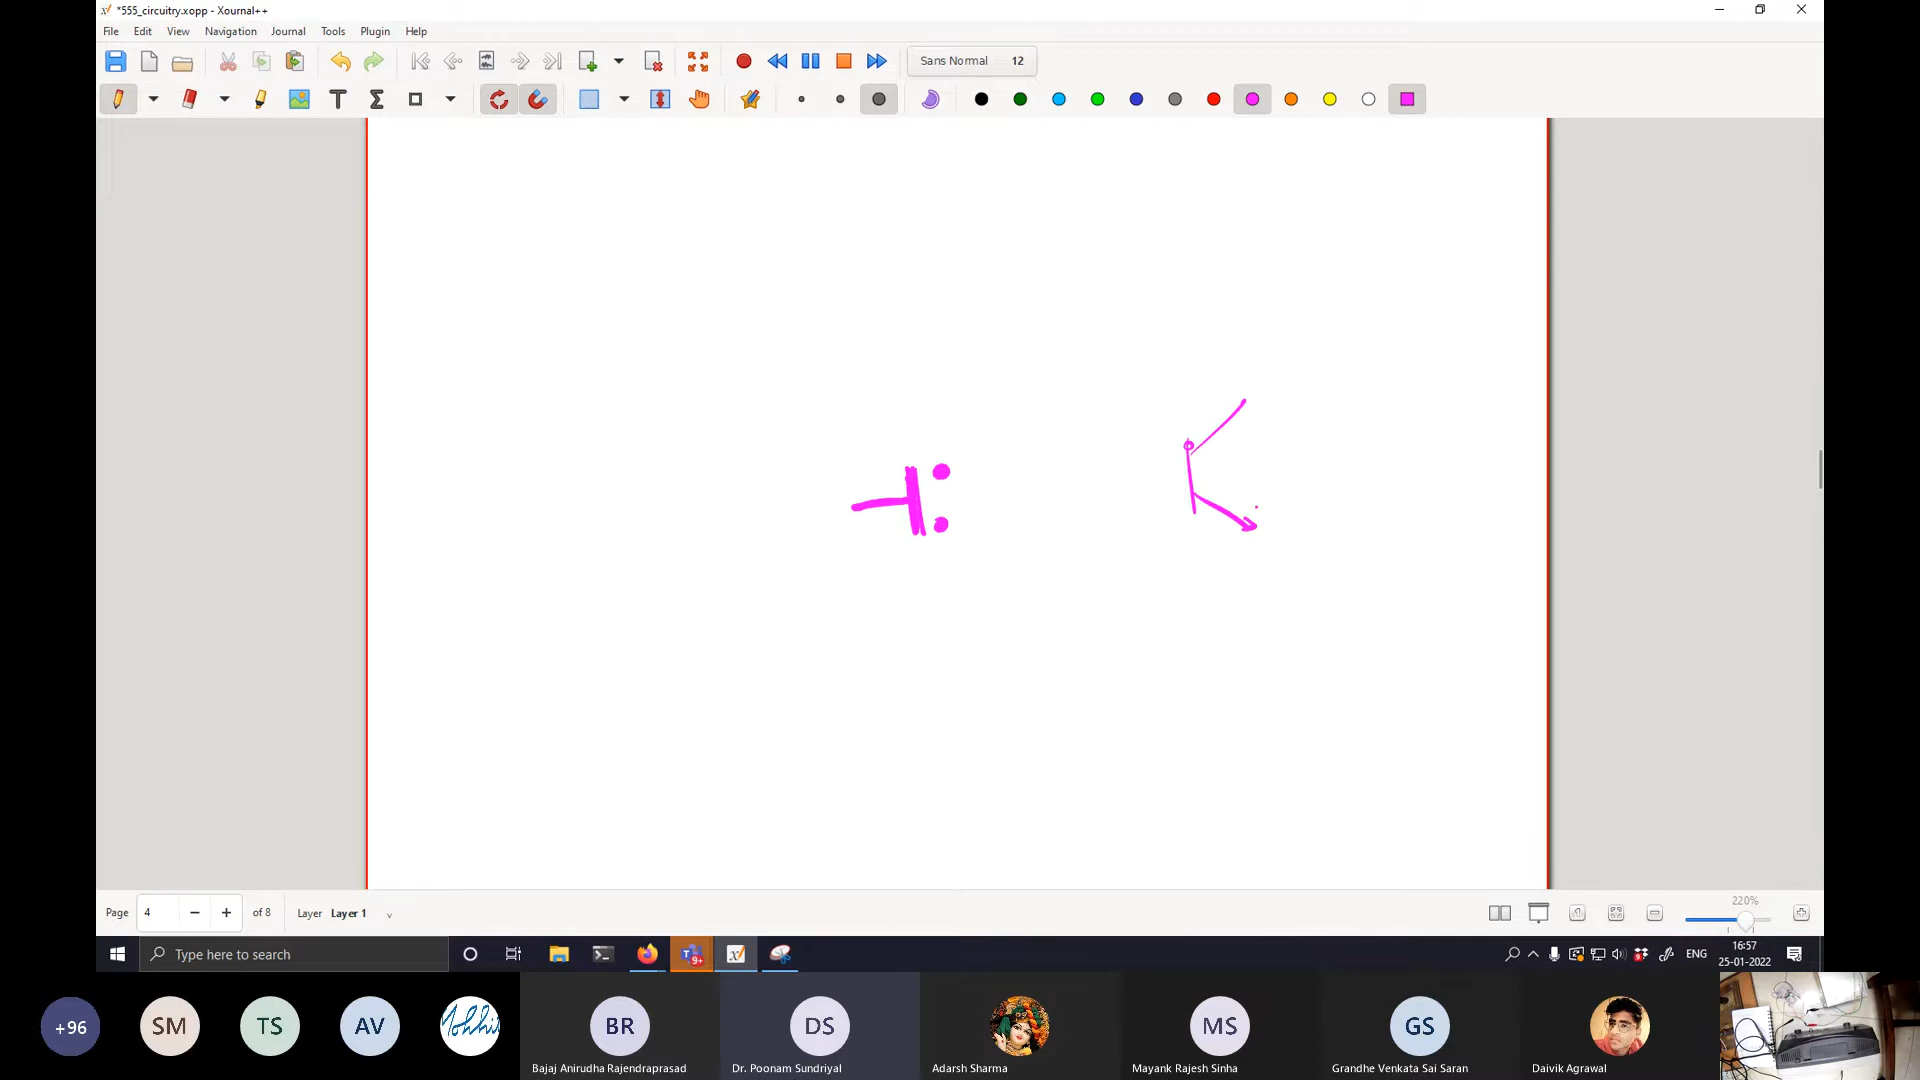 *555_circuitry.xopp - Xournal++
File Edit View Navigation Journal Tools Plugin Help
Sans Normal 12
Page 4 of 8 Layer Layer 1
220%
Type here to search
9+
ENG
16:57
25-01-2022
+96
SM
TS
AV
BR
DS
MS
GS
Bajaj Anirudha Rajendraprasad
Dr. Poonam Sundriyal
Adarsh Sharma
Mayank Rajesh Sinha
Grandhe Venkata Sai Saran
Daivik Agrawal